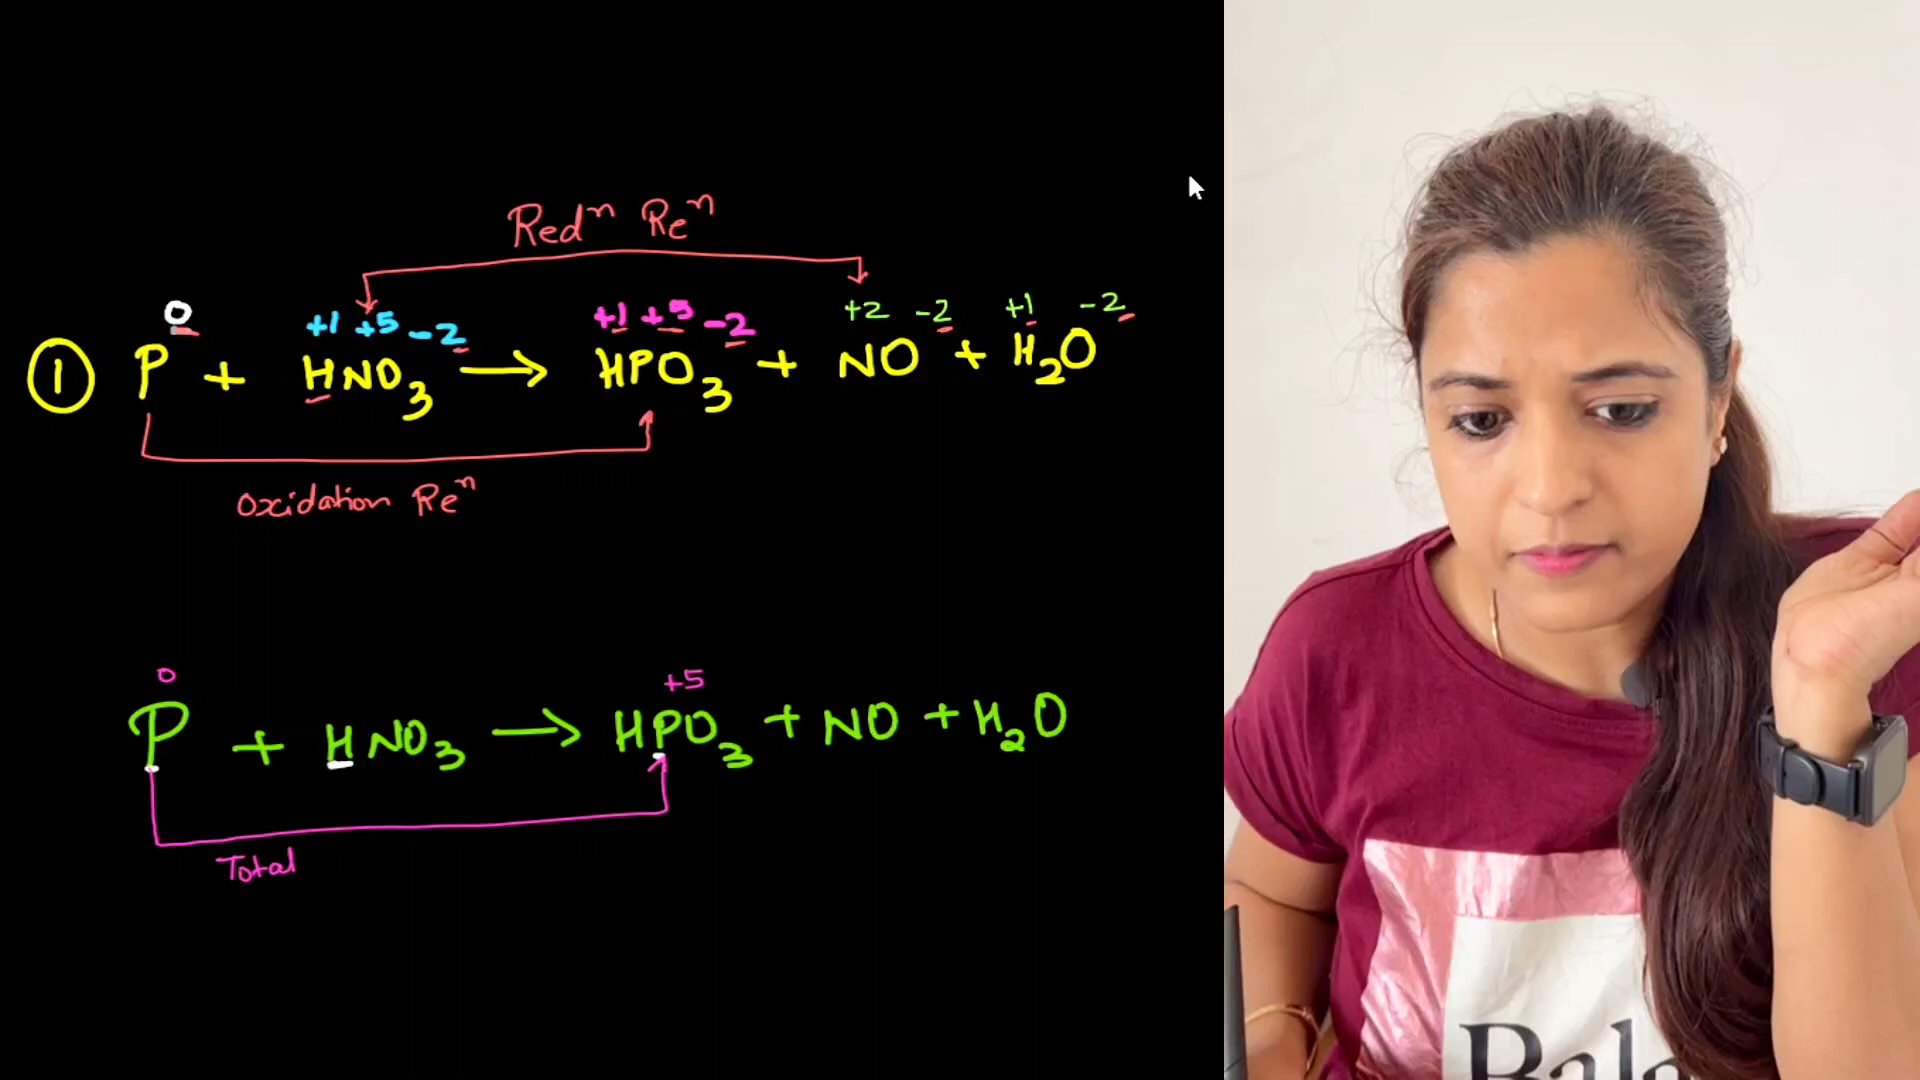 Redⁿ Reⁿ
0 +1 +5 -2 +1 +5 -2 +2 -2 +1 -2
① P + HNO₃ → HPO₃ + NO + H₂O
Oxidation Reⁿ
0 +5
P + HNO₃ → HPO₃ + NO + H₂O
Total